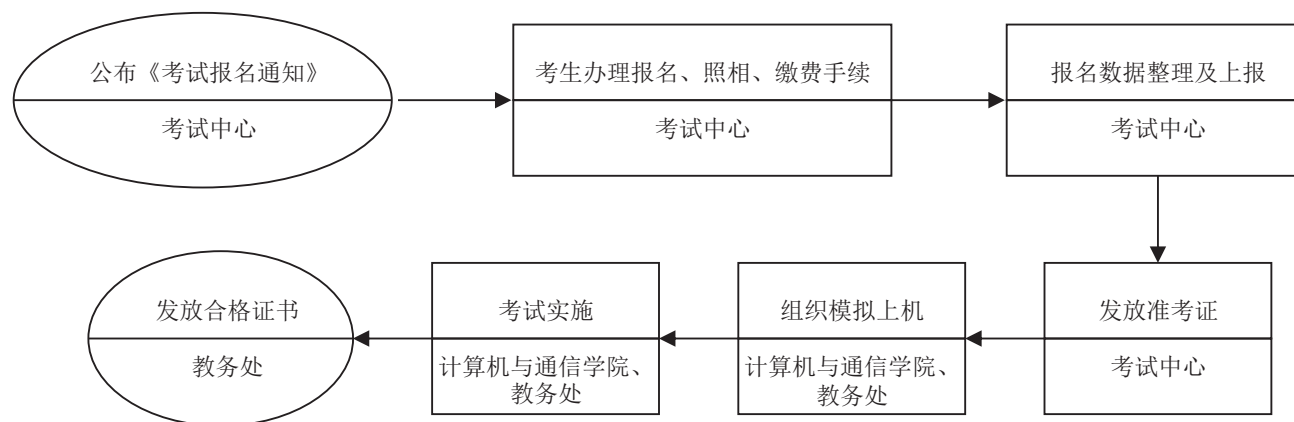 公布《考试报名通知》
考试中心
考生办理报名、照相、缴费手续
考试中心
报名数据整理及上报
考试中心
发放准考证
考试中心
组织模拟上机
计算机与通信学院、
教务处
考试实施
计算机与通信学院、
教务处
发放合格证书
教务处